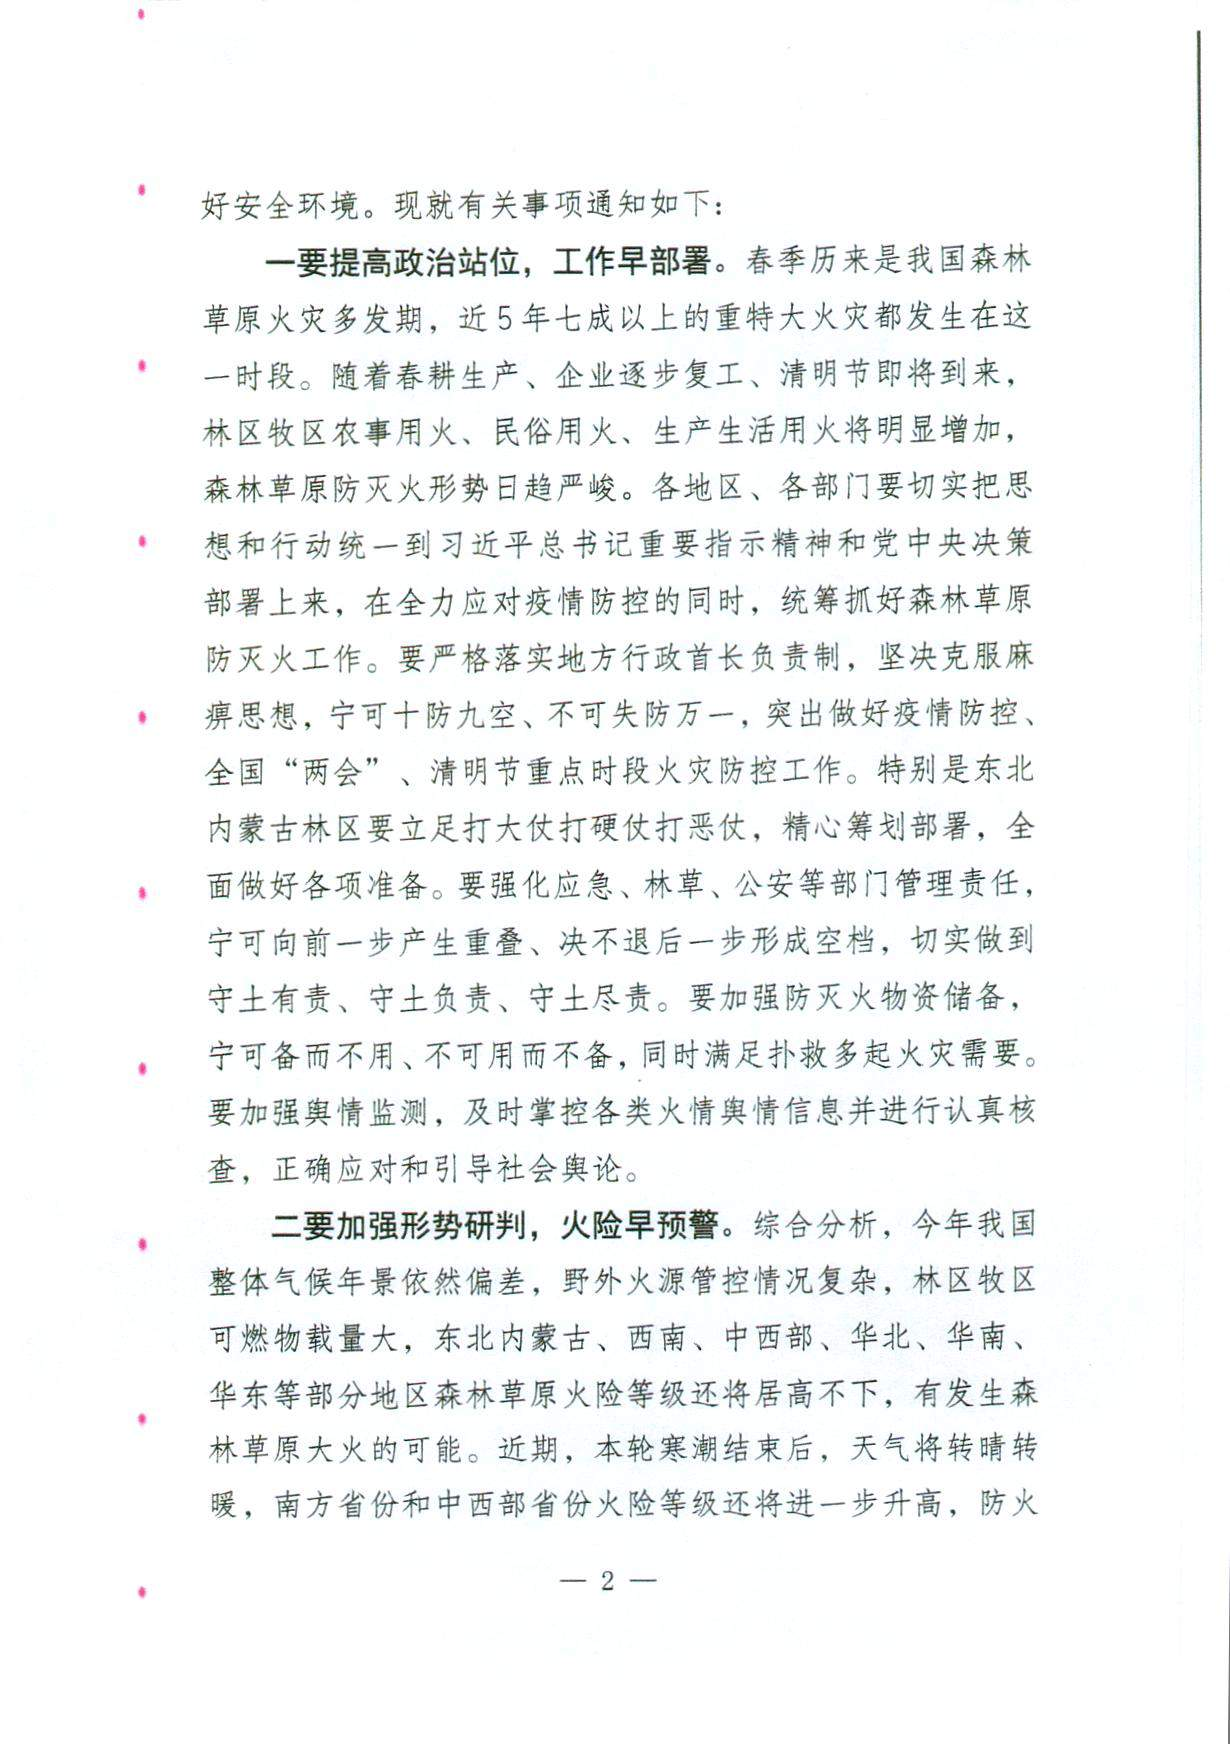 好安全环境。现就有关事项通知如下：
一要提高政治站位，工作早部署。春季历来是我国森林
草原火灾多发期，近5年七成以上的重特大火灾都发生在这
一时段。随着春耕生产、企业逐步复工、清明节即将到来，
林区牧区农事用火、民俗用火、生产生活用火将明显增加，
森林草原防灭火形势日趋严峻。各地区、各部门要切实把思
想和行动统一到习近平总书记重要指示精神和党中央决策
部署上来，在全力应对疫情防控的同时，统筹抓好森林草原
防灭火工作。要严格落实地方行政首长负责制，坚决克服麻
痹思想，宁可十防九空、不可失防万一，突出做好疫情防控、
全国“两会”、清明节重点时段火灾防控工作。特别是东北
内蒙古林区要立足打大仗打硬仗打恶仗，精心筹划部署，全
面做好各项准备。要强化应急、林草、公安等部门管理责任，
宁可向前一步产生重叠、决不退后一步形成空档，切实做到
守土有责、守土负责、守土尽责。要加强防灭火物资储备，
宁可备而不用、不可用而不备，同时满足扑救多起火灾需要。
要加强舆情监测，及时掌控各类火情舆情信息并进行认真核
查，正确应对和引导社会舆论。
二要加强形势研判，火险早预警。综合分析，今年我国
整体气候年景依然偏差，野外火源管控情况复杂，林区牧区
可燃物载量大，东北内蒙古、西南、中西部、华北、华南、
华东等部分地区森林草原火险等级还将居高不下，有发生森
林草原大火的可能。近期，本轮寒潮结束后，天气将转晴转
暖，南方省份和中西部省份火险等级还将进一步升高，防火
— 2 —